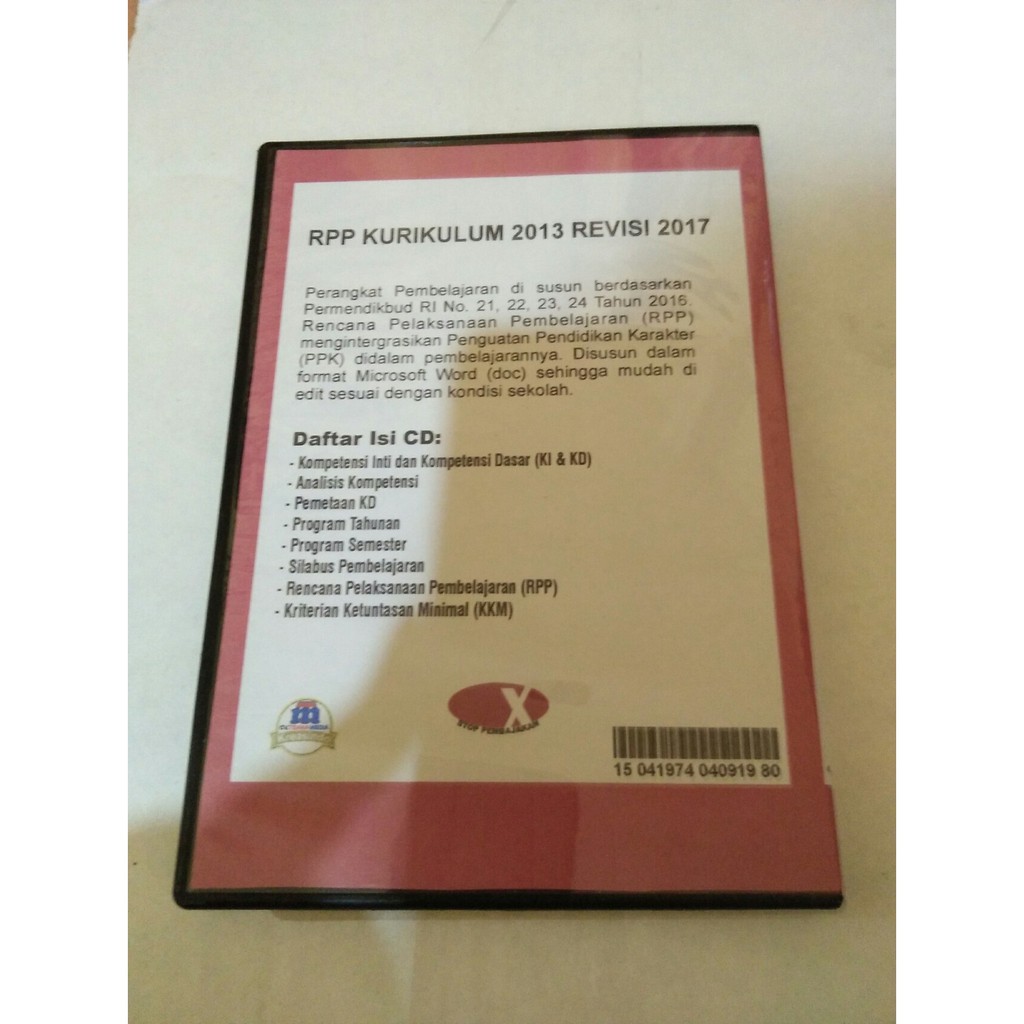 RPP KURIKULUM 2013 REVISI 2017
Perangkat Pembelajaran di susun berdasarkan
Permendikbud RI No. 21, 22, 23, 24 Tahun 2016.
Rencana Pelaksanaan Pembelajaran (RPP)
mengintergrasikan Penguatan Pendidikan Karakter
(PPK) didalam pembelajarannya. Disusun dalam
format Microsoft Word (doc) sehingga mudah di
edit sesuai dengan kondisi sekolah.
Daftar Isi CD:
- Kompetensi Inti dan Kompetensi Dasar (KI & KD)
- Analisis Kompetensi
- Pemetaan KD
- Program Tahunan
- Program Semester
- Silabus Pembelajaran
- Rencana Pelaksanaan Pembelajaran (RPP)
- Kriterian Ketuntasan Minimal (KKM)
m
X
STOP PEMBAJAKAN
15 041974 040919 80